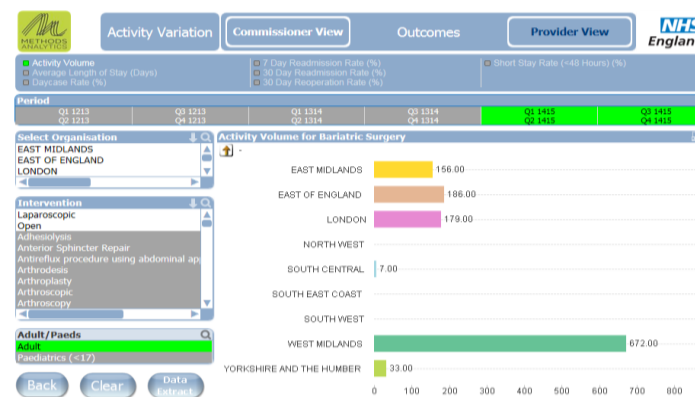 METHODS
ANALYTICS
Activity Variation
Commissioner View
Outcomes
Provider View
NHS
England
Activity Volume
Average Length of Stay (Days)
Daycase Rate (%)
7 Day Readmission Rate (%)
30 Day Readmission Rate (%)
30 Day Reoperation Rate (%)
Short Stay Rate (<48 Hours) (%)
Period
Q1 1213 Q3 1213 Q1 1314 Q3 1314 Q1 1415 Q3 1415
Q2 1213 Q4 1213 Q2 1314 Q4 1314 Q2 1415 Q4 1415
Select Organisation
EAST MIDLANDS
EAST OF ENGLAND
LONDON
Intervention
Laparoscopic
Open
Adhesiolysis
Anterior Sphincter Repair
Antireflux procedure using abdominal ap
Arthrodesis
Arthroplasty
Arthroscopic
Arthroscopy
Adult/Paeds
Adult
Paediatrics (<17)
Back
Clear
Data
Extract
Activity Volume for Bariatric Surgery
-
EAST MIDLANDS 156.00
EAST OF ENGLAND 186.00
LONDON 179.00
NORTH WEST
SOUTH CENTRAL 7.00
SOUTH EAST COAST
SOUTH WEST
WEST MIDLANDS 672.00
YORKSHIRE AND THE HUMBER 33.00
0 100 200 300 400 500 600 700 800